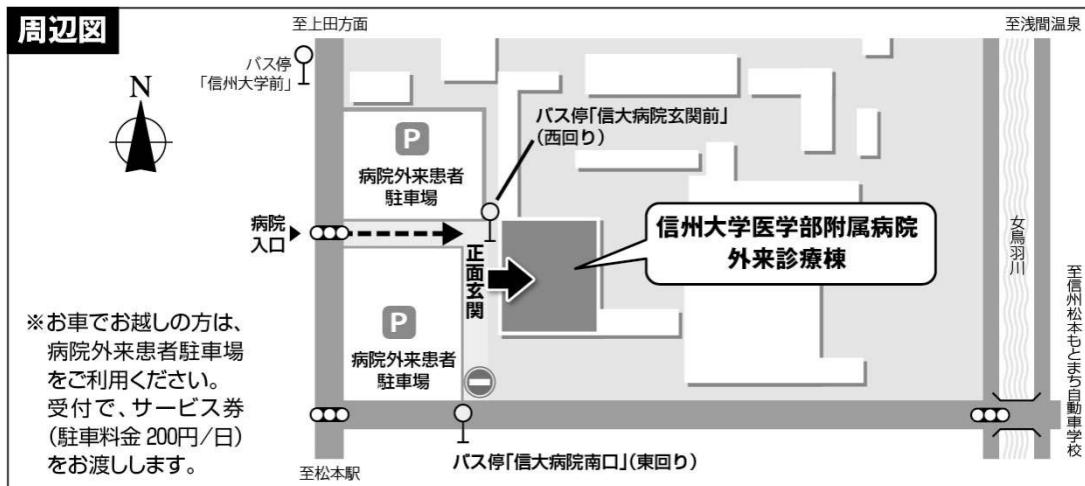 周辺図
至上田方面
至浅間温泉
バス停
「信州大学前」
N
P
病院外来患者
駐車場
バス停「信大病院玄関前」
(西回り)
病院
入口
正面玄関
信州大学医学部附属病院
外来診療棟
女鳥羽川
至信州松本もとまち自動車学校
P
病院外来患者
駐車場
※お車でお越しの方は、
病院外来患者駐車場
をご利用ください。
受付で、サービス券
(駐車料金 200円/日)
をお渡しします。
至松本駅
バス停「信大病院南口」(東回り)